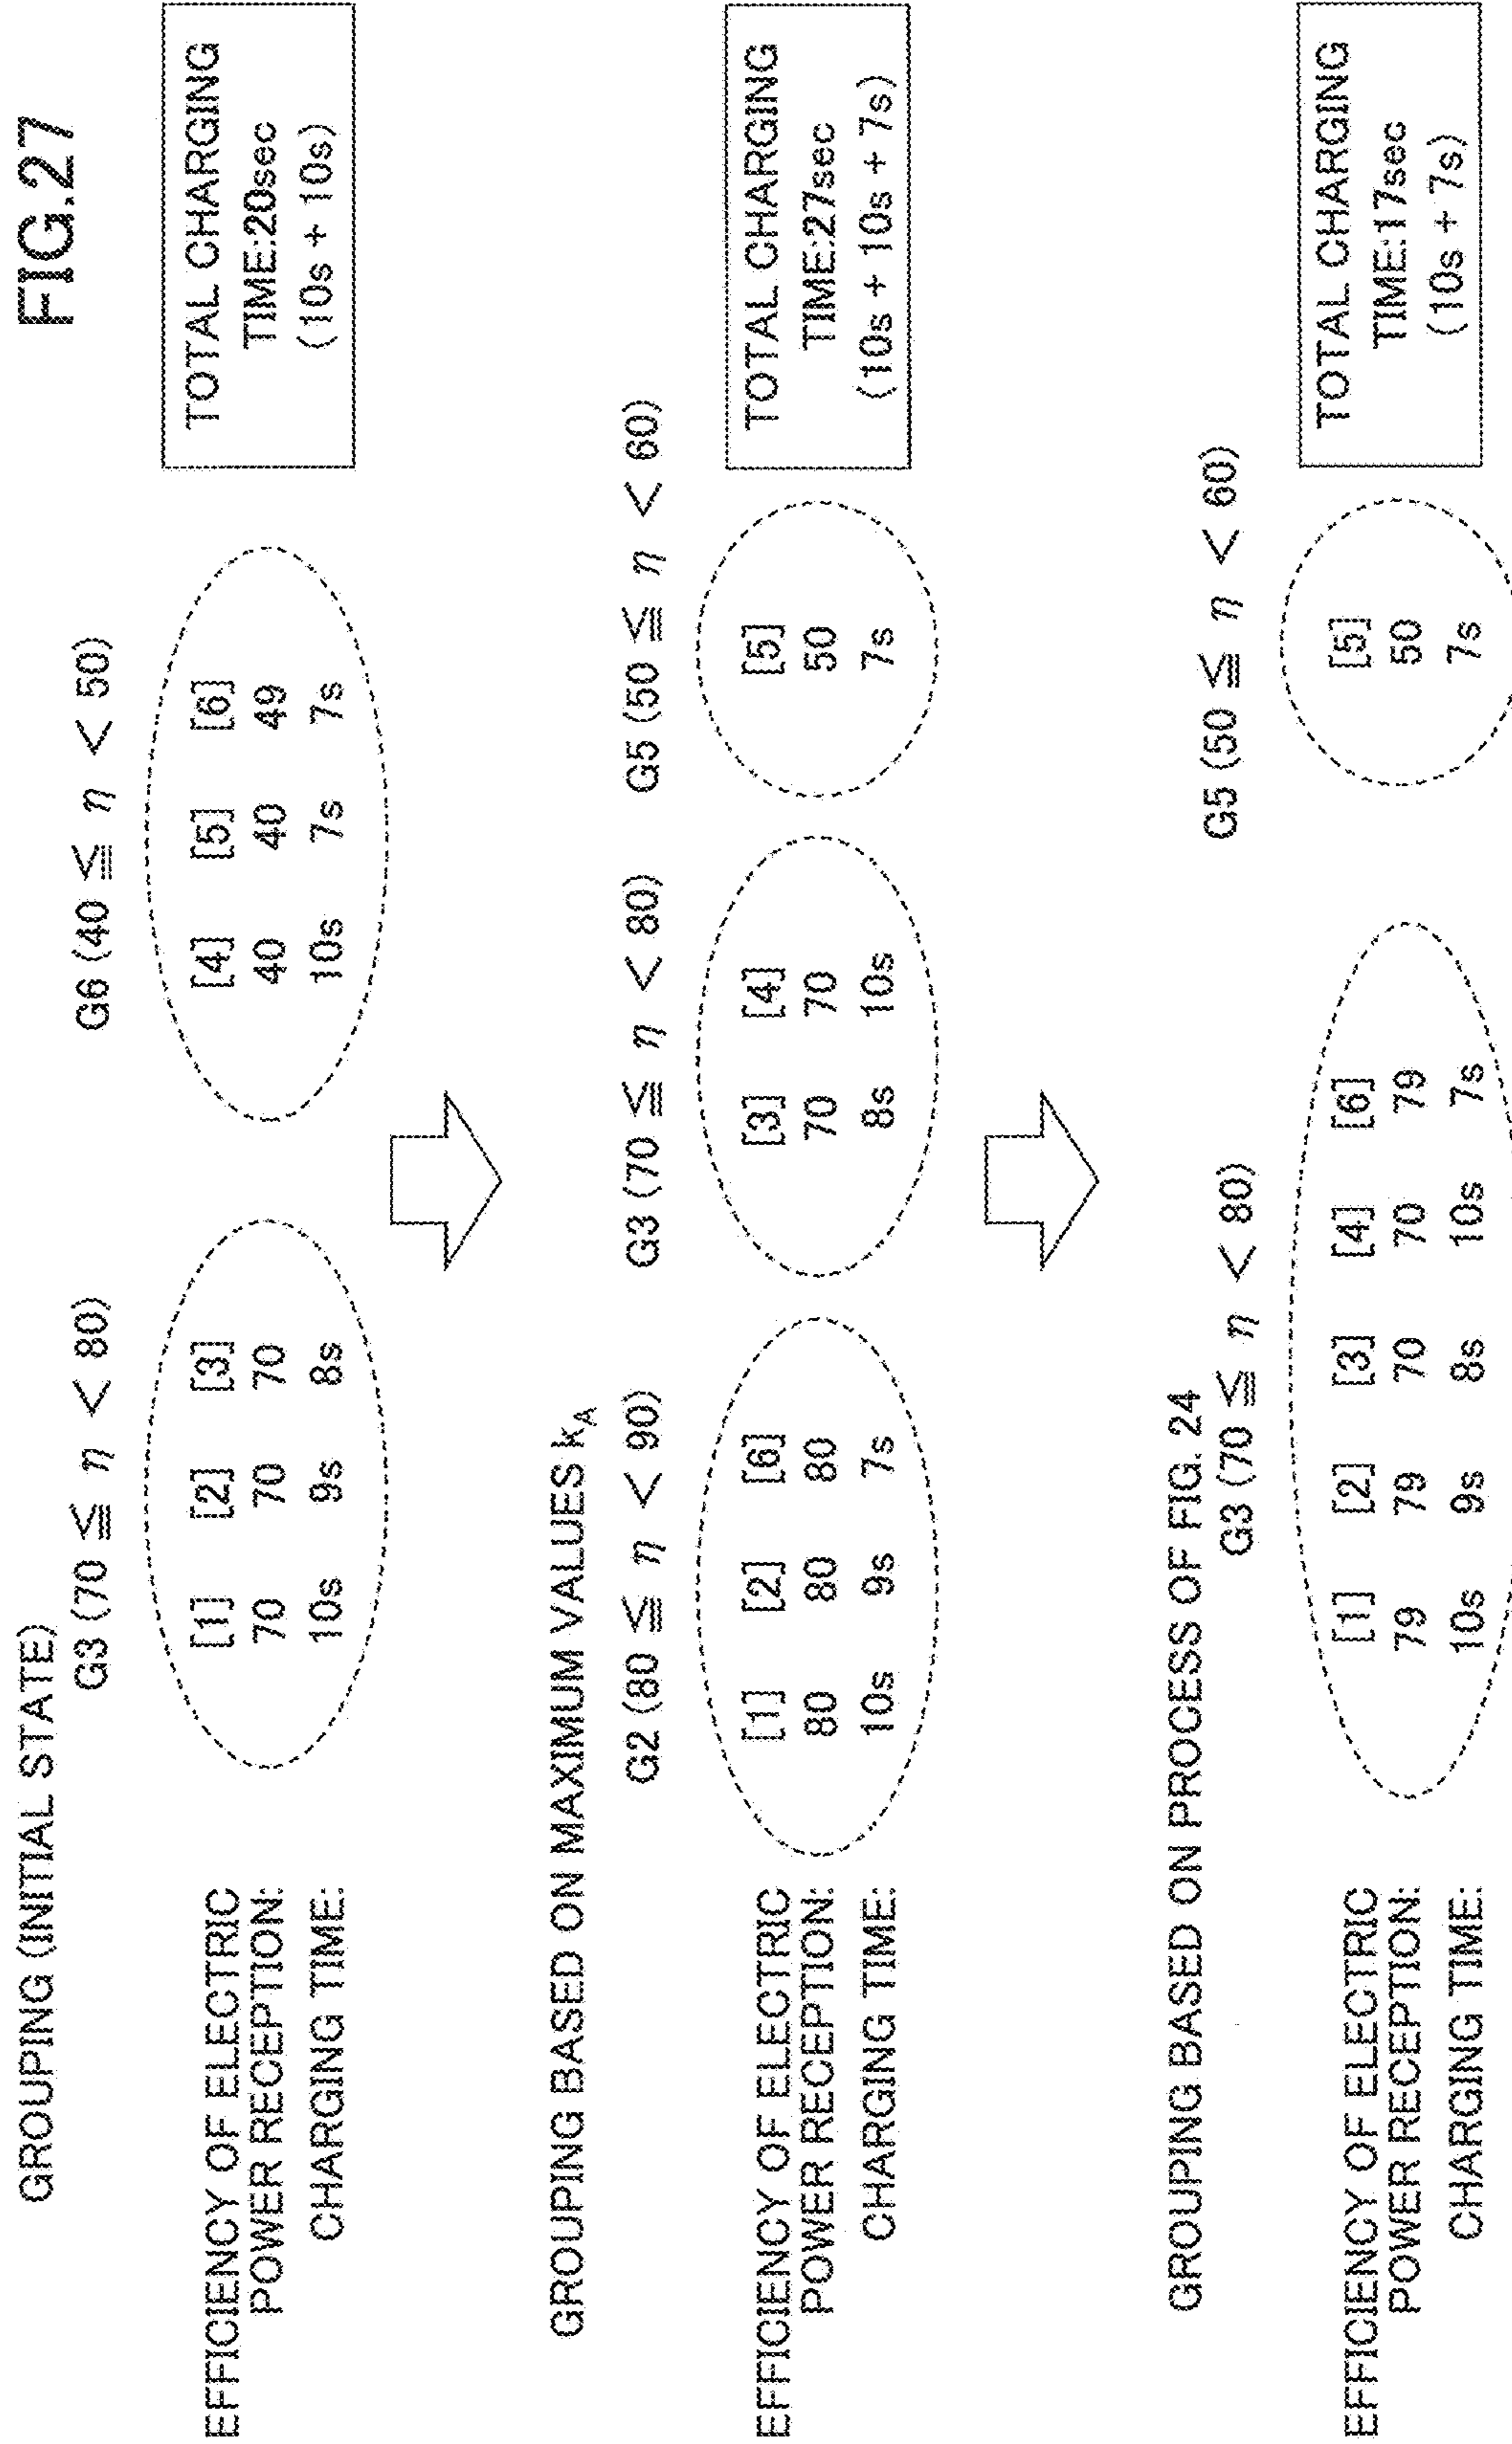 FIG.27
GROUPING (INITIAL STATE)
G3 (70 ≦ η < 80)
G6 (40 ≦ η < 50)
[1] [2] [3] [4] [5] [6]
EFFICIENCY OF ELECTRIC
POWER RECEPTION: 70 70 70 40 40 49
CHARGING TIME: 10s 9s 8s 10s 7s 7s
TOTAL CHARGING
TIME:20sec
(10s + 10s)
GROUPING BASED ON MAXIMUM VALUES kA
G2 (80 ≦ η < 90)
G3 (70 ≦ η < 80)
G5 (50 ≦ η < 60)
[1] [2] [6] [3] [4] [5]
EFFICIENCY OF ELECTRIC
POWER RECEPTION: 80 80 80 70 70 50
CHARGING TIME: 10s 9s 7s 8s 10s 7s
TOTAL CHARGING
TIME:27sec
(10s + 10s + 7s)
GROUPING BASED ON PROCESS OF FIG. 24
G3 (70 ≦ η < 80)
G5 (50 ≦ η < 60)
[1] [2] [3] [4] [6] [5]
EFFICIENCY OF ELECTRIC
POWER RECEPTION: 79 79 70 70 79 50
CHARGING TIME: 10s 9s 8s 10s 7s 7s
TOTAL CHARGING
TIME:17sec
(10s + 7s)